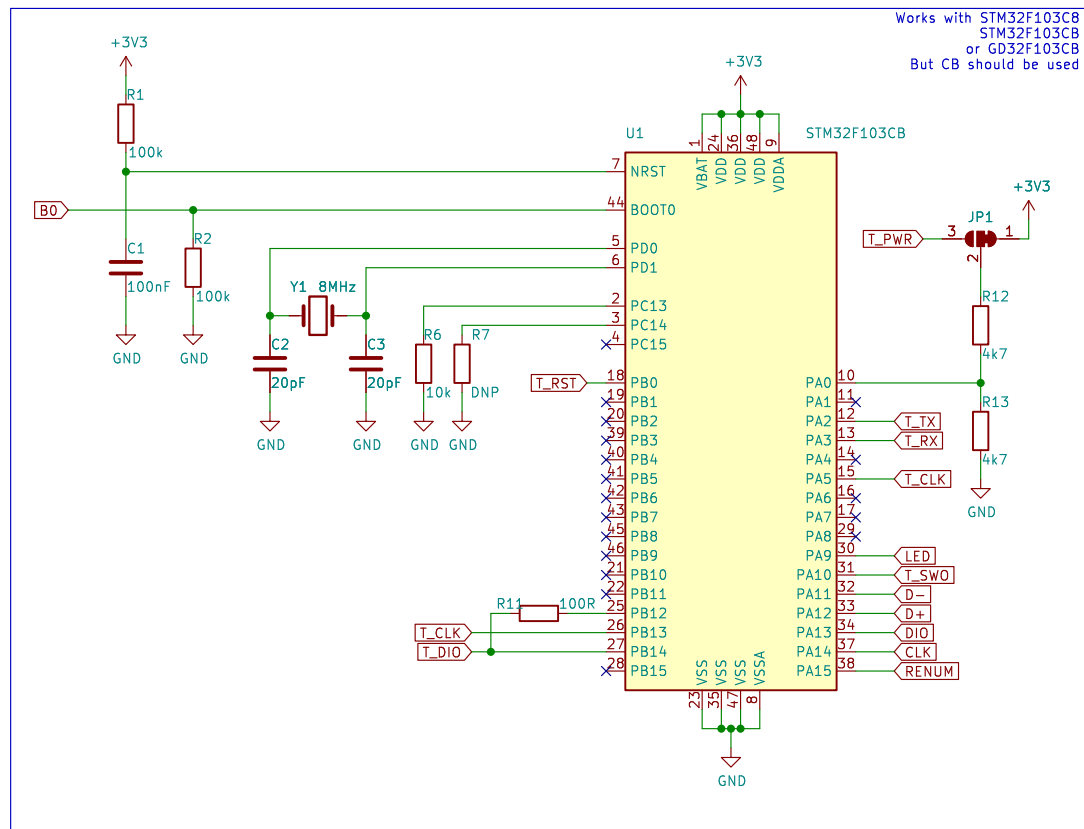 Works with STM32F103C8
STM32F103CB
or GD32F103CB
But CB should be used
+3V3
R1
100k
B0
R2
100k
C1
100nF
GND
GND
Y1 8MHz
C2
20pF
C3
20pF
GND
GND
R6
10k
R7
DNP
GND
GND
T_RST
R11
100R
T_CLK
T_DIO
+3V3
U1
STM32F103CB
1
24
36
48
9
VBAT
VDD
VDD
VDD
VDDA
7 NRST
44 BOOT0
5 PD0
6 PD1
2 PC13
3 PC14
4 PC15
18 PB0
19 PB1
20 PB2
39 PB3
40 PB4
41 PB5
42 PB6
43 PB7
45 PB8
46 PB9
21 PB10
22 PB11
25 PB12
26 PB13
27 PB14
28 PB15
PA0 10
PA1 11
PA2 12 T_TX
PA3 13 T_RX
PA4 14
PA5 15 T_CLK
PA6 16
PA7 17
PA8 29
PA9 30 LED
PA10 31 T_SWO
PA11 32 D-
PA12 33 D+
PA13 34 DIO
PA14 37 CLK
PA15 38 RENUM
VSS
VSS
VSS
VSSA
23
35
47
8
GND
+3V3
JP1
T_PWR
3
1
2
R12
4k7
R13
4k7
GND